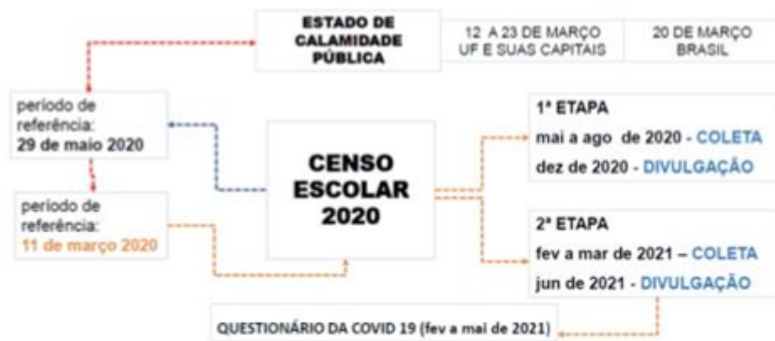 ESTADO DE
CALAMIDADE
PÚBLICA
12 A 23 DE MARÇO
UF E SUAS CAPITAIS
20 DE MARÇO
BRASIL
período de
referência:
29 de maio 2020
período de
referência:
11 de março 2020
CENSO
ESCOLAR
2020
1ª ETAPA
mai a ago de 2020 - COLETA
dez de 2020 - DIVULGAÇÃO
2ª ETAPA
fev a mar de 2021 – COLETA
jun de 2021 - DIVULGAÇÃO
QUESTIONÁRIO DA COVID 19 (fev a mai de 2021)